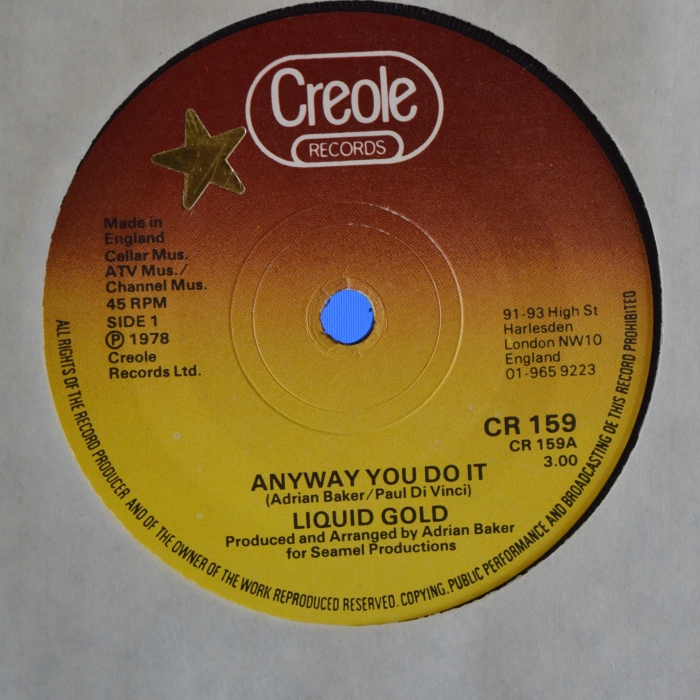 Creole
RECORDS
Made in
England
Cellar Mus.
ATV Mus./
Channel Mus.
45 RPM
SIDE 1
Ⓟ 1978
Creole
Records Ltd.
91-93 High St
Harlesden
London NW10
England
01-965 9223
CR 159
CR 159A
3.00
ANYWAY YOU DO IT
(Adrian Baker/Paul Di Vinci)
LIQUID GOLD
Produced and Arranged by Adrian Baker
for Seamel Productions
ALL RIGHTS OF THE RECORD PRODUCER AND OF THE OWNER OF THE WORK REPRODUCED RESERVED. COPYING, PUBLIC PERFORMANCE AND BROADCASTING OF THIS RECORD PROHIBITED